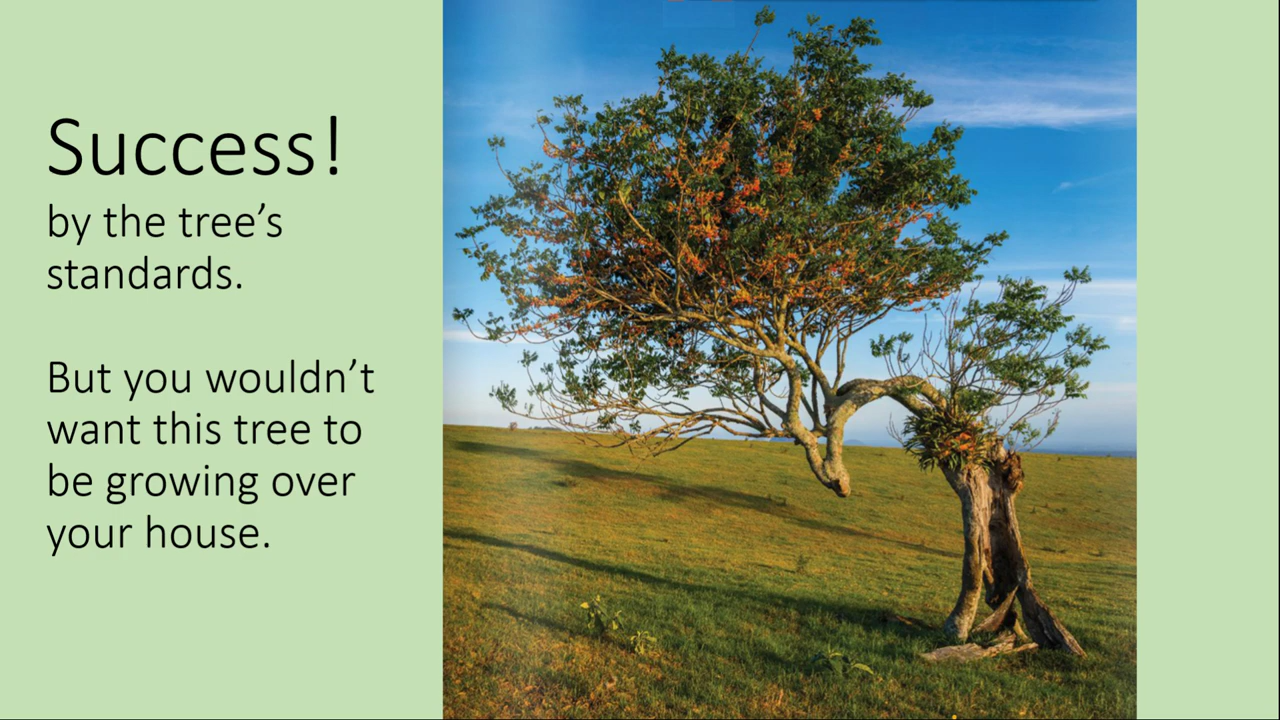 Success!
by the tree’s
standards.
But you wouldn’t
want this tree to
be growing over
your house.